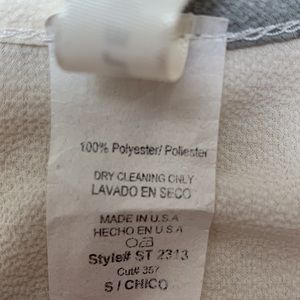 100% Polyester/ Poliester
DRY CLEANING ONLY
LAVADO EN SECO
MADE IN U.S.A
HECHO EN U.S.A
Style# ST 2313
Cut# 357
S / CHICO